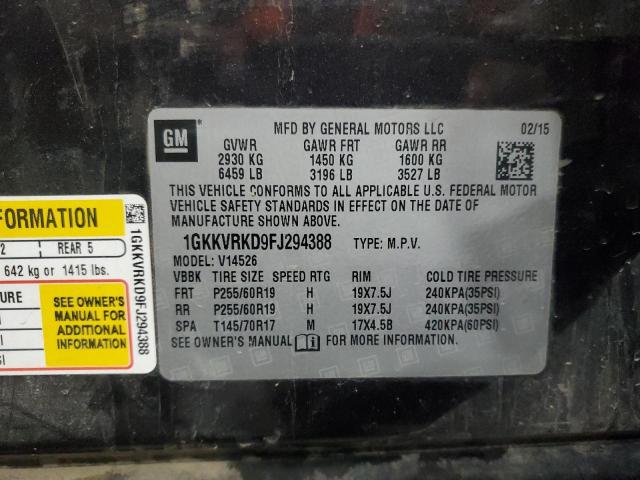 GM
MFD BY GENERAL MOTORS LLC 02/15
GVWR GAWR FRT GAWR RR
2930 KG 1450 KG 1600 KG
6459 LB 3196 LB 3527 LB
THIS VEHICLE CONFORMS TO ALL APPLICABLE U.S. FEDERAL MOTOR
VEHICLE SAFETY STANDARDS IN EFFECT ON THE DATE OF
MANUFACTURE SHOWN ABOVE.
1GKKVRKD9FJ294388 TYPE: M.P.V.
MODEL: V14526
VBBK TIRE SIZE SPEED RTG RIM COLD TIRE PRESSURE
FRT P255/60R19 H 19X7.5J 240KPA(35PSI)
RR P255/60R19 H 19X7.5J 240KPA(35PSI)
SPA T145/70R17 M 17X4.5B 420KPA(60PSI)
SEE OWNER'S MANUAL FOR MORE INFORMATION.
FORMATION
2 REAR 5
642 kg or 1415 lbs.
SURE
SEE OWNER'S
MANUAL FOR
ADDITIONAL
INFORMATION
1GKKVRKD9FJ294388